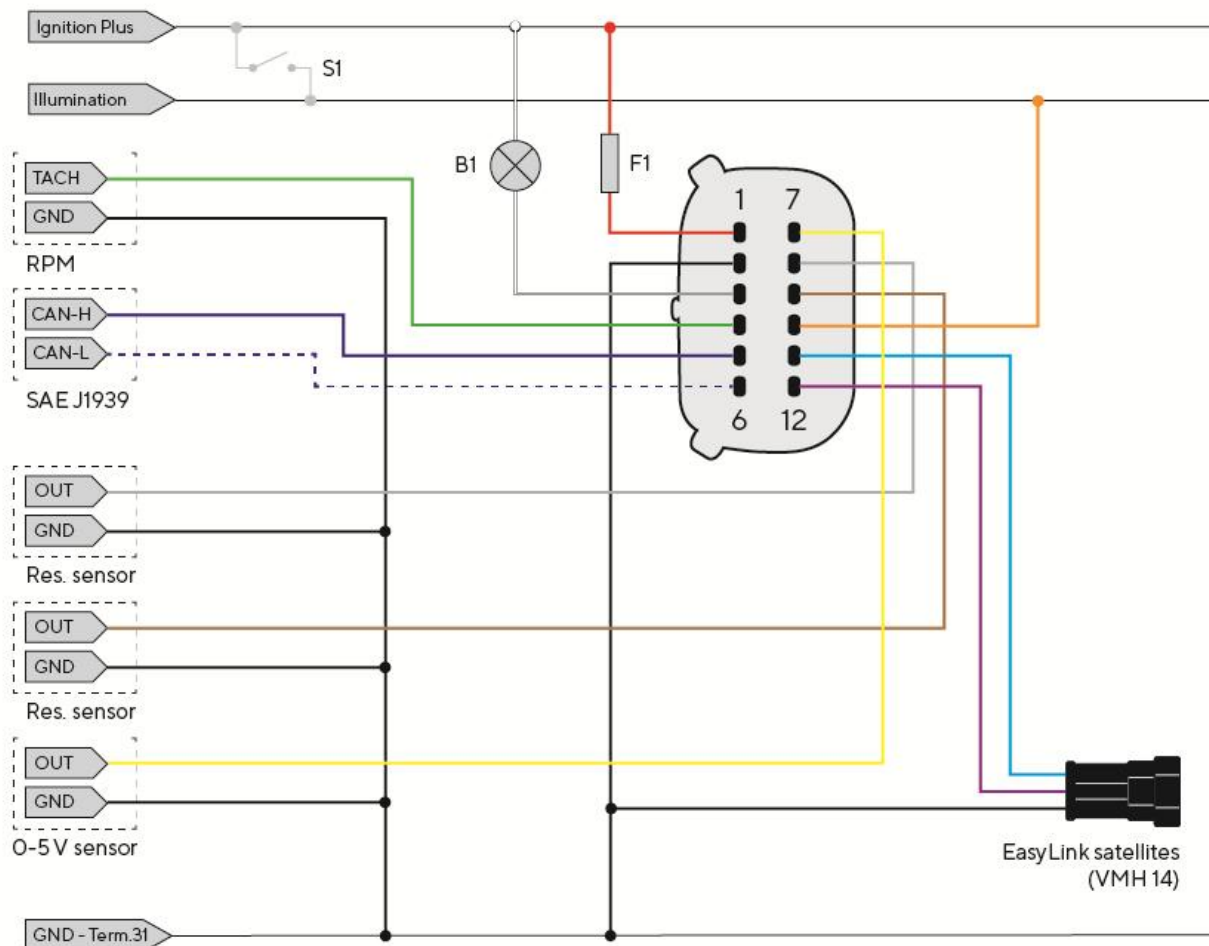 Ignition Plus
S1
Illumination
B1
F1
TACH
GND
RPM
1 7
CAN-H
CAN-L
SAE J1939
6 12
OUT
GND
Res. sensor
OUT
GND
Res. sensor
OUT
GND
0-5 V sensor
EasyLink satellites
(VMH 14)
GND - Term.31